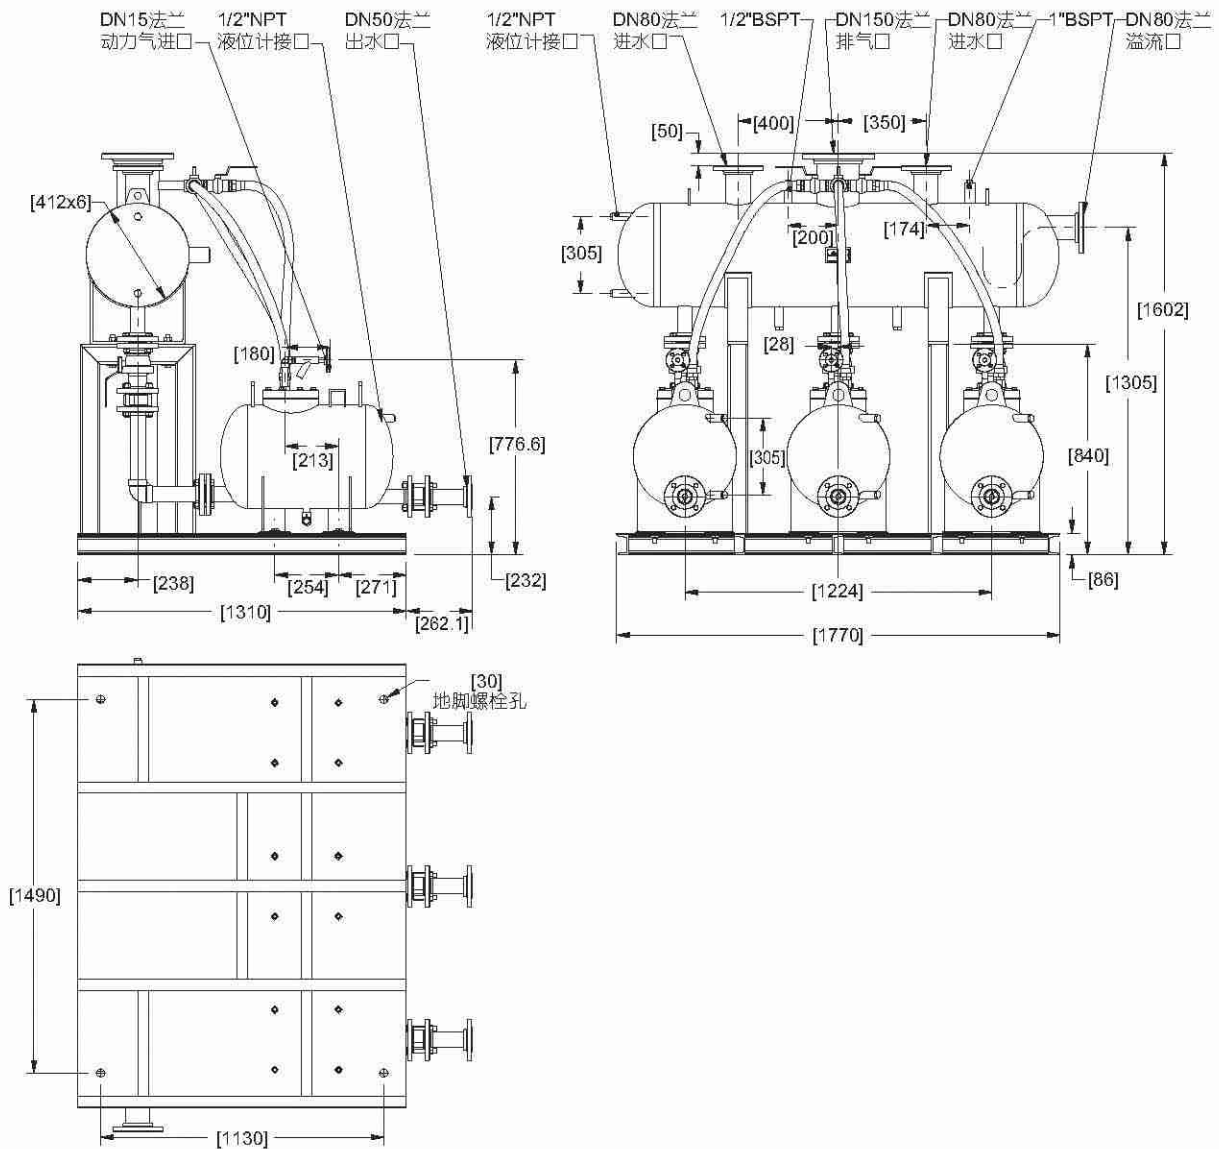 DN15法兰
动力气进口
1/2"NPT
液位计接口
DN50法兰
出水口
1/2"NPT
液位计接口
DN80法兰
进水口
1/2"BSPT
DN150法兰
排气口
DN80法兰
进水口
1"BSPT
DN80法兰
溢流口
[50]
[400]
[350]
[412x6]
[305]
[200]
[174]
[1602]
[180]
[28]
[1305]
[776.6]
[213]
[305]
[840]
[238]
[254]
[271]
[232]
[86]
[1310]
[262.1]
[1224]
[1770]
[30]
地脚螺栓孔
[1490]
[1130]